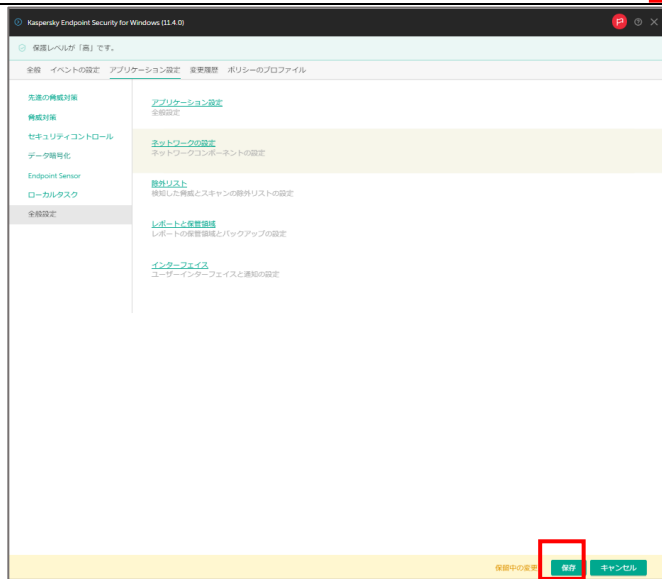 Kaspersky Endpoint Security for Windows (11.4.0)
保護レベルが「高」です。
全般 イベントの設定 アプリケーション設定 変更履歴 ポリシーのプロファイル
先進の脅威対策
脅威対策
セキュリティコントロール
データ暗号化
Endpoint Sensor
ローカルタスク
全般設定
アプリケーション設定
全般設定
ネットワークの設定
ネットワークコンポーネントの設定
除外リスト
検知した脅威とスキャンの除外リストの設定
レポートと保管領域
レポートの保管領域とバックアップの設定
インターフェイス
ユーザーインターフェイスと通知の設定
保留中の変更 保存 キャンセル